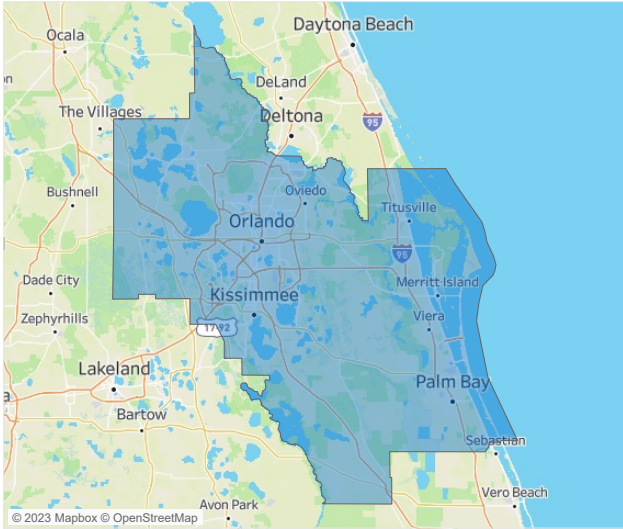 Daytona Beach
Ocala
DeLand
The Villages
Deltona
95
Bushnell
Oviedo
Titusville
Orlando
95
Dade City
Merritt Island
Kissimmee
Zephyrhills
Viera
17-92
Lakeland
Palm Bay
Bartow
Sebastian
Vero Beach
Avon Park
© 2023 Mapbox © OpenStreetMap